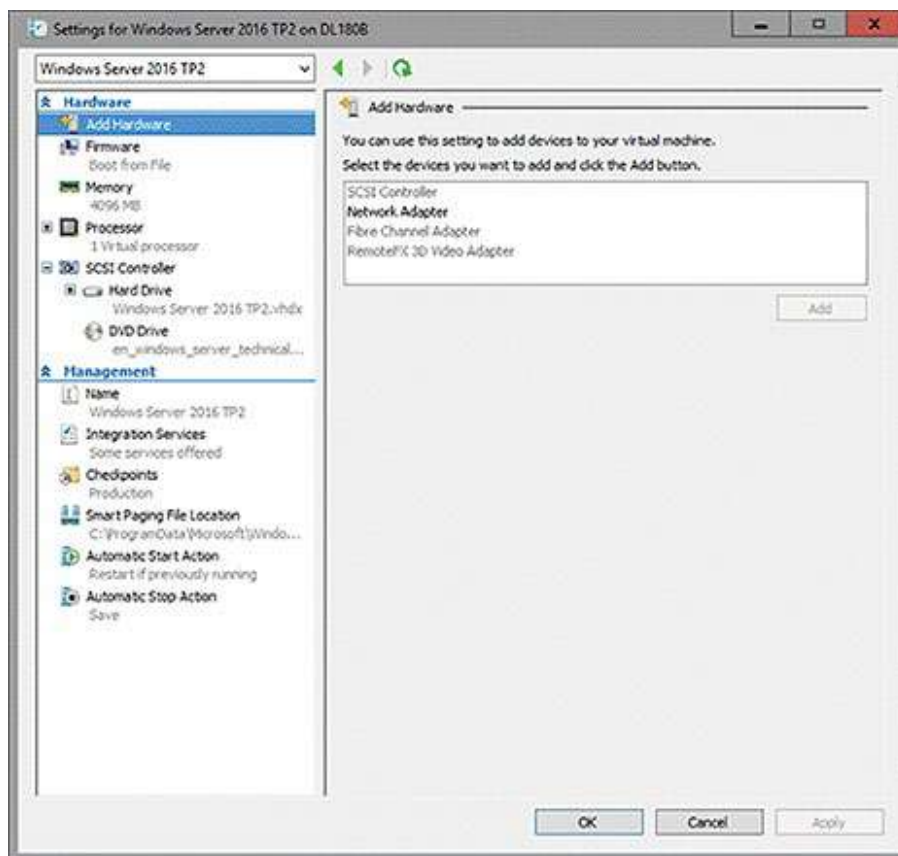 Settings for Windows Server 2016 TP2 on DL180B
Windows Server 2016 TP2
Hardware
Add Hardware
Firmware
Boot from File
Memory
4096 MB
Processor
1 Virtual processor
SCSI Controller
Hard Drive
Windows Server 2016 TP2.vhdx
DVD Drive
en_windows_server_technical...
Management
Name
Windows Server 2016 TP2
Integration Services
Some services offered
Checkpoints
Production
Smart Paging File Location
C:\ProgramData\Microsoft\Windo...
Automatic Start Action
Restart if previously running
Automatic Stop Action
Save
Add Hardware
You can use this setting to add devices to your virtual machine.
Select the devices you want to add and click the Add button.
SCSI Controller
Network Adapter
Fibre Channel Adapter
RemoteFX 3D Video Adapter
Add
OK
Cancel
Apply